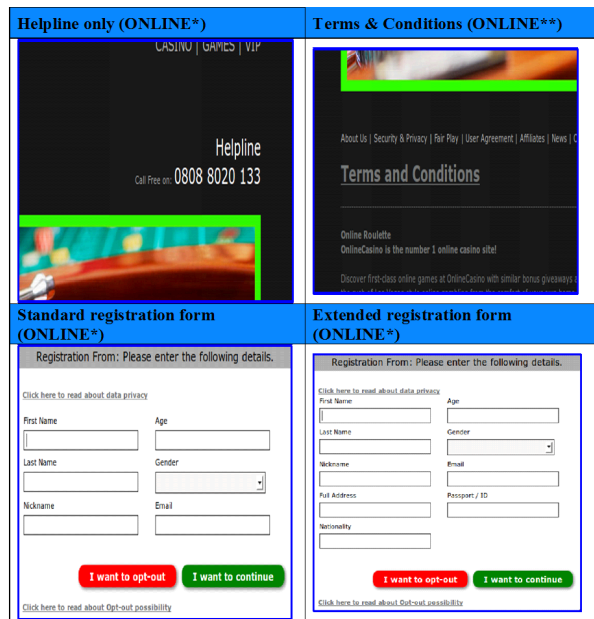 Helpline only (ONLINE*)
Terms & Conditions (ONLINE**)
CASINO | GAMES | VIP
Helpline
Call Free on: 0808 8020 133
About Us | Security & Privacy | Fair Play | User Agreement | Affiliates | News | C
Terms and Conditions
Online Roulette
OnlineCasino is the number 1 online casino site!
Discover first-class online games at OnlineCasino with similar bonus giveaways a
Standard registration form
(ONLINE*)
Extended registration form
(ONLINE*)
Registration From: Please enter the following details.
Click here to read about data privacy
First Name
Age
Last Name
Gender
Nickname
Email
I want to opt-out
I want to continue
Click here to read about Opt-out possibility
Registration From: Please enter the following details.
Click here to read about data privacy
First Name
Age
Last Name
Gender
Nickname
Email
Full Address
Passport / ID
Nationality
I want to opt-out
I want to continue
Click here to read about Opt-out possibility